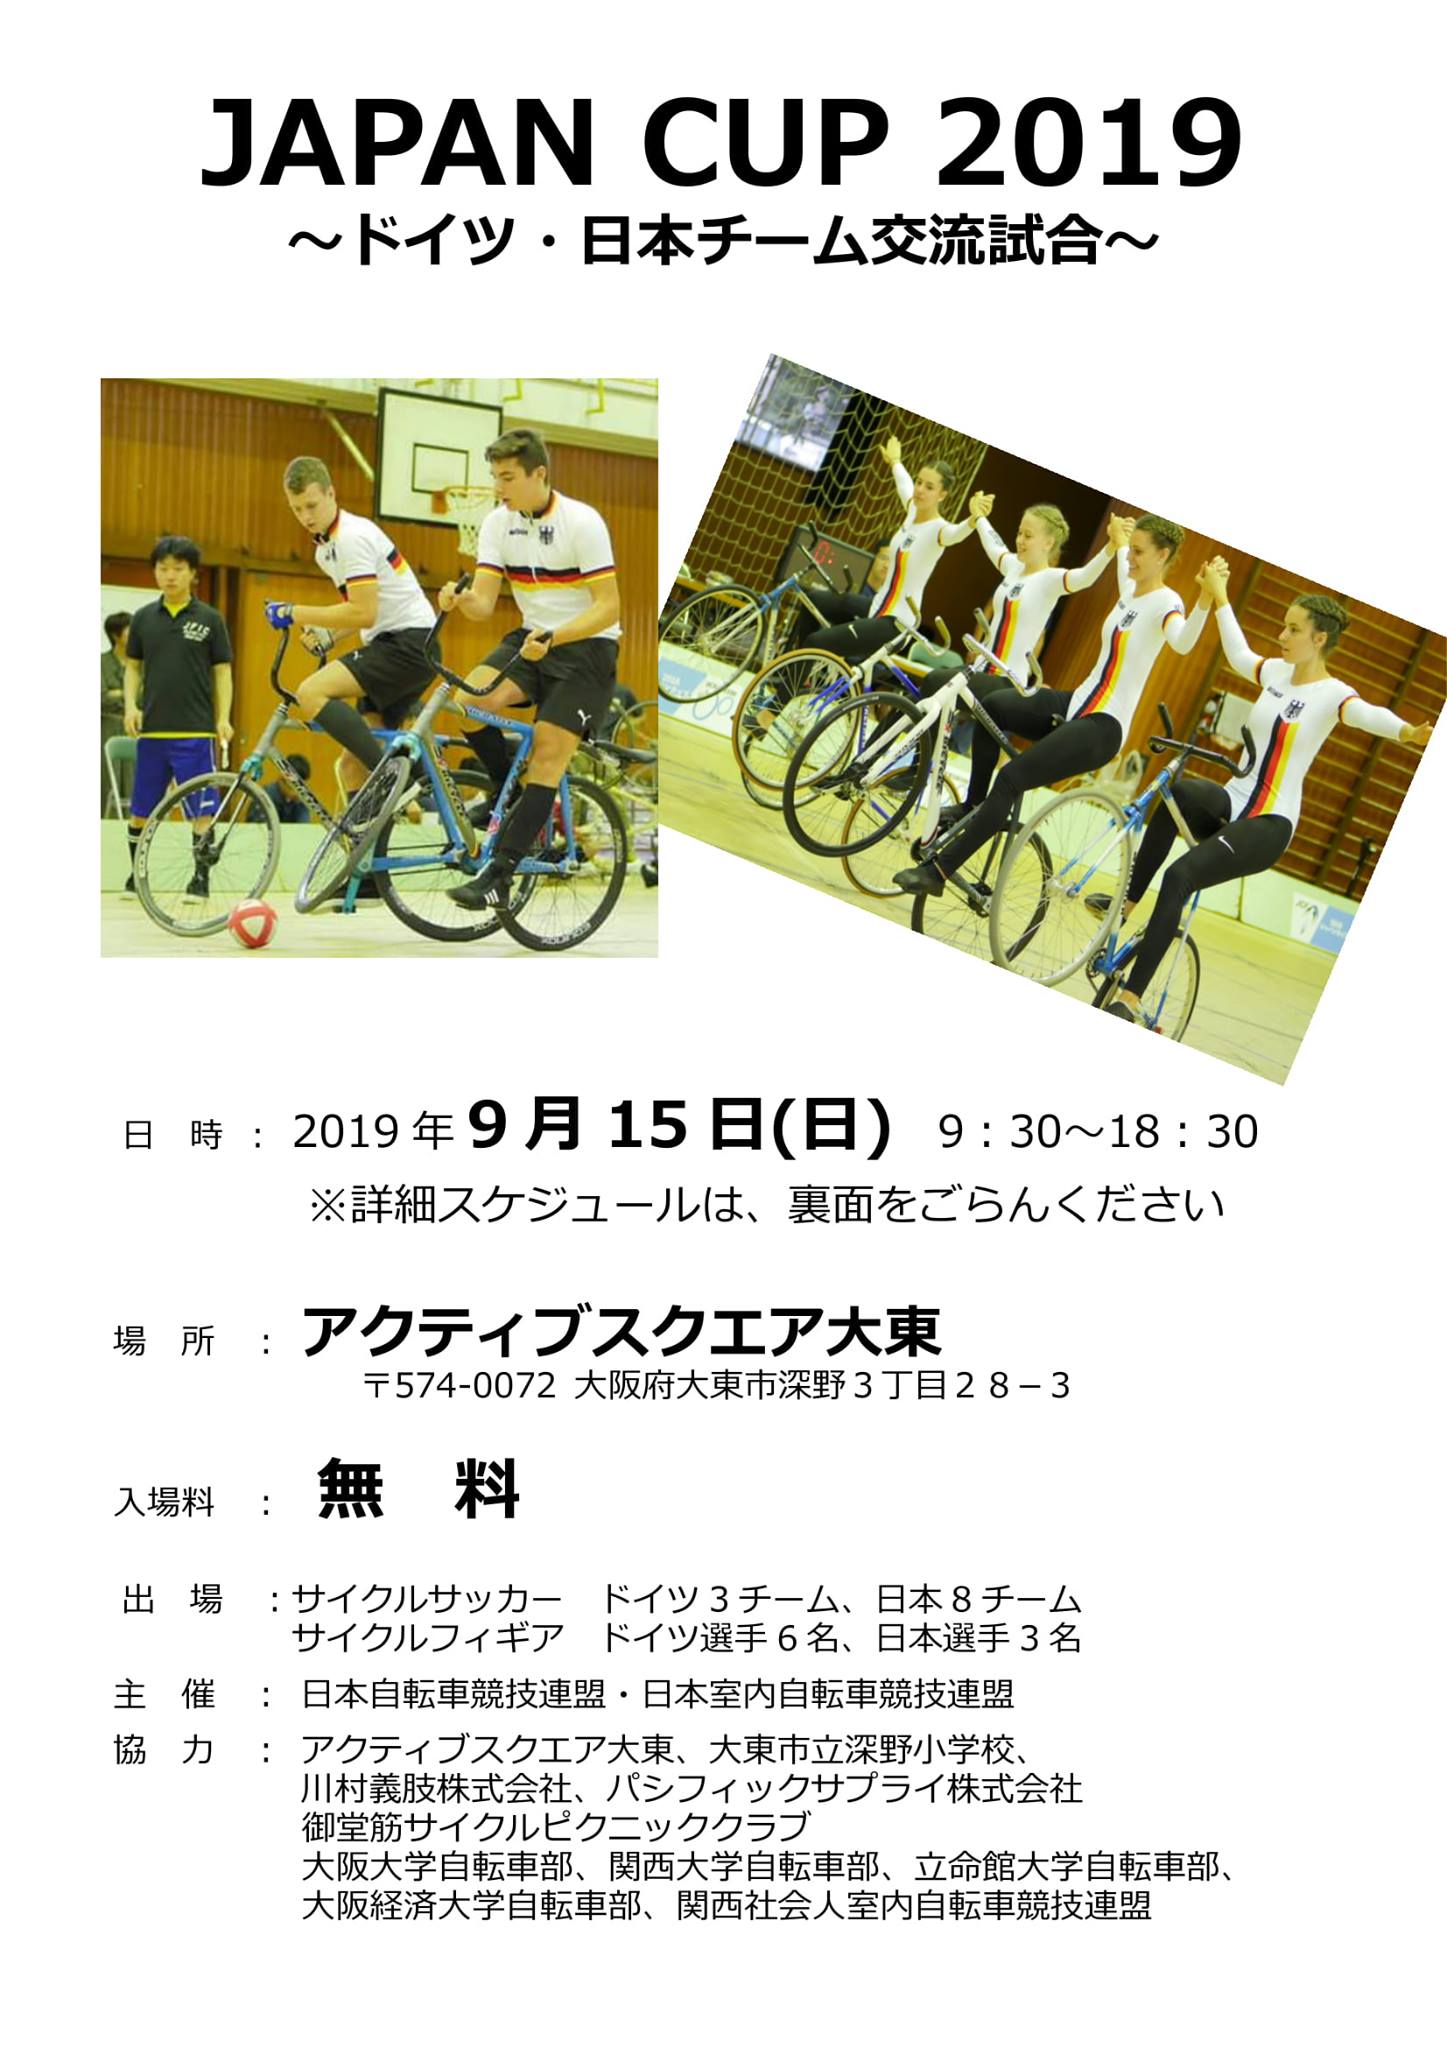 JAPAN CUP 2019
～ドイツ・日本チーム交流試合～
JFIC
日　時　：　2019年9月15日(日)　9：30～18：30
※詳細スケジュールは、裏面をごらんください
場　所　：　アクティブスクエア大東
〒574-0072 大阪府大東市深野３丁目２８－３
入場料　：　無　料
出　場　：サイクルサッカー　ドイツ３チーム、日本８チーム
サイクルフィギア　ドイツ選手６名、日本選手３名
主　催　：　日本自転車競技連盟・日本室内自転車競技連盟
協　力　：　アクティブスクエア大東、大東市立深野小学校、
川村義肢株式会社、パシフィックサプライ株式会社
御堂筋サイクルピクニッククラブ
大阪大学自転車部、関西大学自転車部、立命館大学自転車部、
大阪経済大学自転車部、関西社会人室内自転車競技連盟